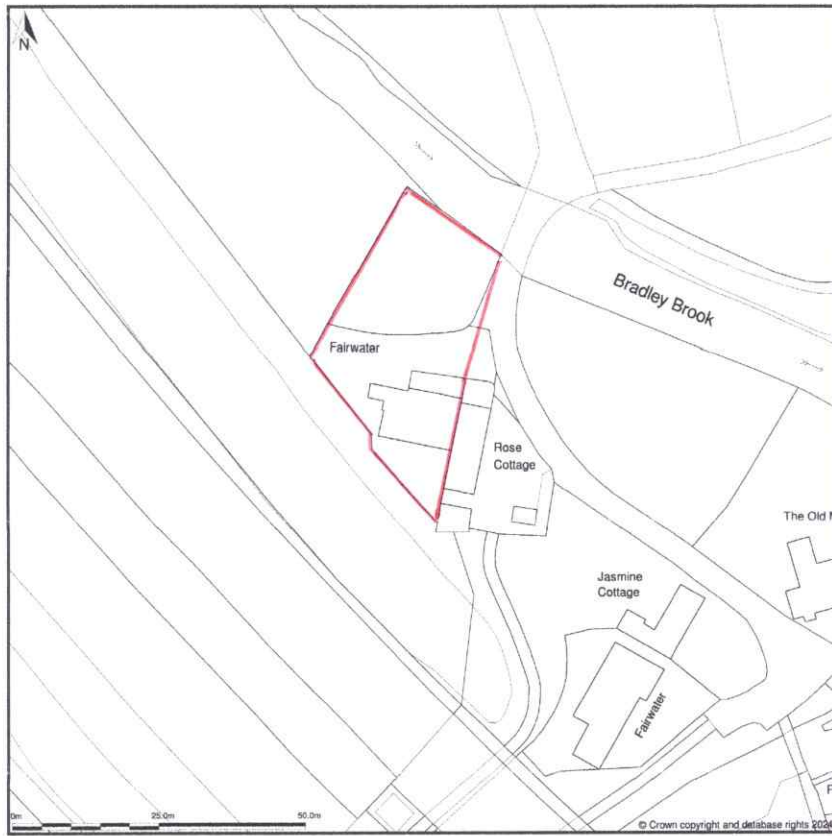 N
Bradley Brook
Fairwater
Rose
Cottage
The Old
Jasmine
Cottage
Fairwater
0m
25.0m
50.0m
© Crown copyright and database rights